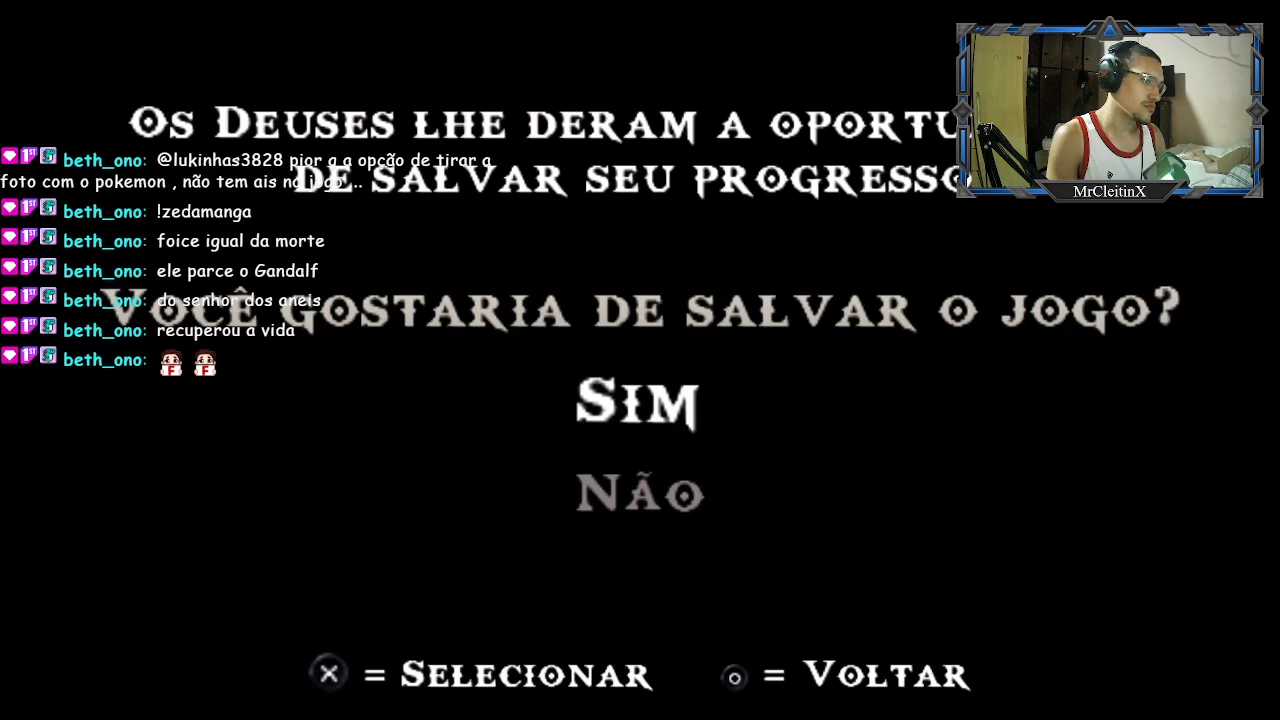 Os Deuses lhe deram a
de salvar seu progresso
Você gostaria de salvar o jogo?
Sim
Não
X = Selecionar O = Voltar
beth_ono: @lukinhas3828 pior q a opção de tirar a
foto com o pokemon , não tem ais no jogo ...
beth_ono: !zedamanga
beth_ono: foice igual da morte
beth_ono: ele parce o Gandalf
beth_ono: do senhor dos aneis
beth_ono: recuperou a vida
beth_ono: F F
MrCleitinX